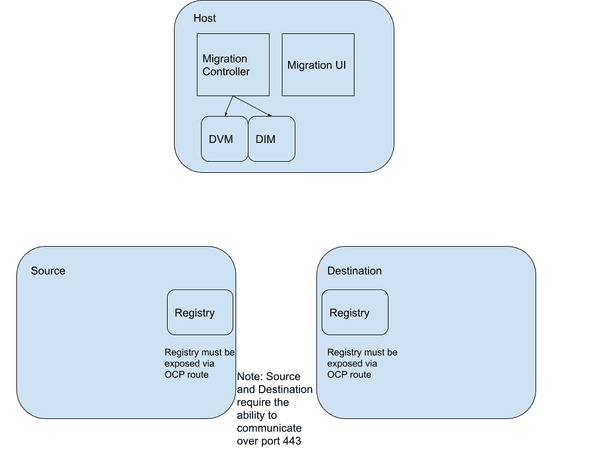 Host
Migration
Controller
Migration UI
DVM
DIM
Source
Registry
Registry must be
exposed via
OCP route
Note: Source
and Destination
require the
ability to
communicate
over port 443
Destination
Registry
Registry must be
exposed via
OCP route